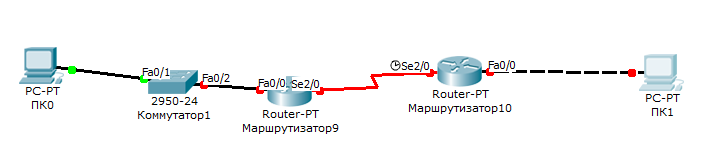 Fa0/1
Fa0/2
Fa0/0
Se2/0
Se2/0
Fa0/0
PC-PT
ПК0
2950-24
Коммутатор1
Router-PT
Маршрутизатор9
Router-PT
Маршрутизатор10
PC-PT
ПК1